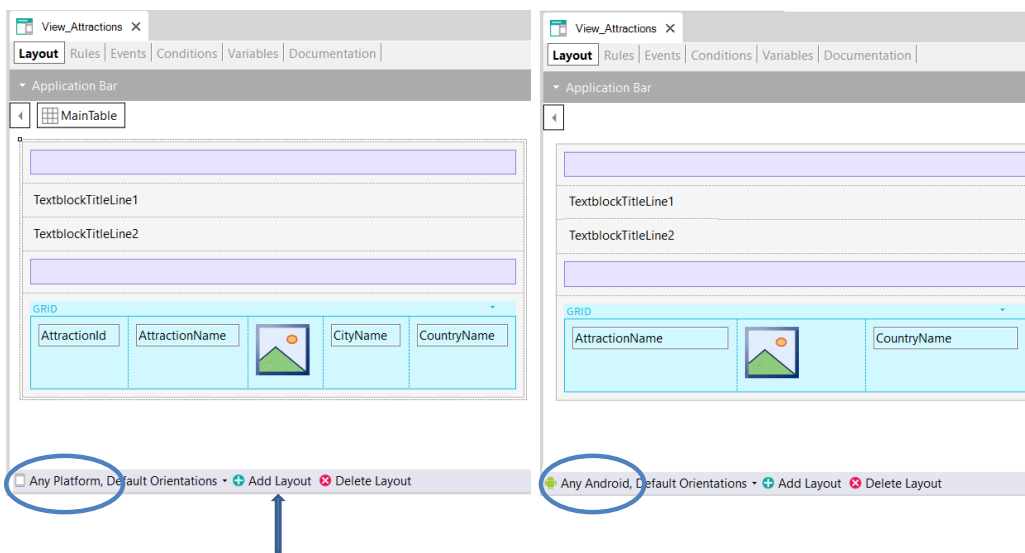 View_Attractions
Layout Rules Events Conditions Variables Documentation
Application Bar
MainTable
TextblockTitleLine1
TextblockTitleLine2
GRID
AttractionId AttractionName CityName CountryName
Any Platform, Default Orientations Add Layout Delete Layout
View_Attractions
Layout Rules Events Conditions Variables Documentation
Application Bar
TextblockTitleLine1
TextblockTitleLine2
GRID
AttractionName CountryName
Any Android, Default Orientations Add Layout Delete Layout